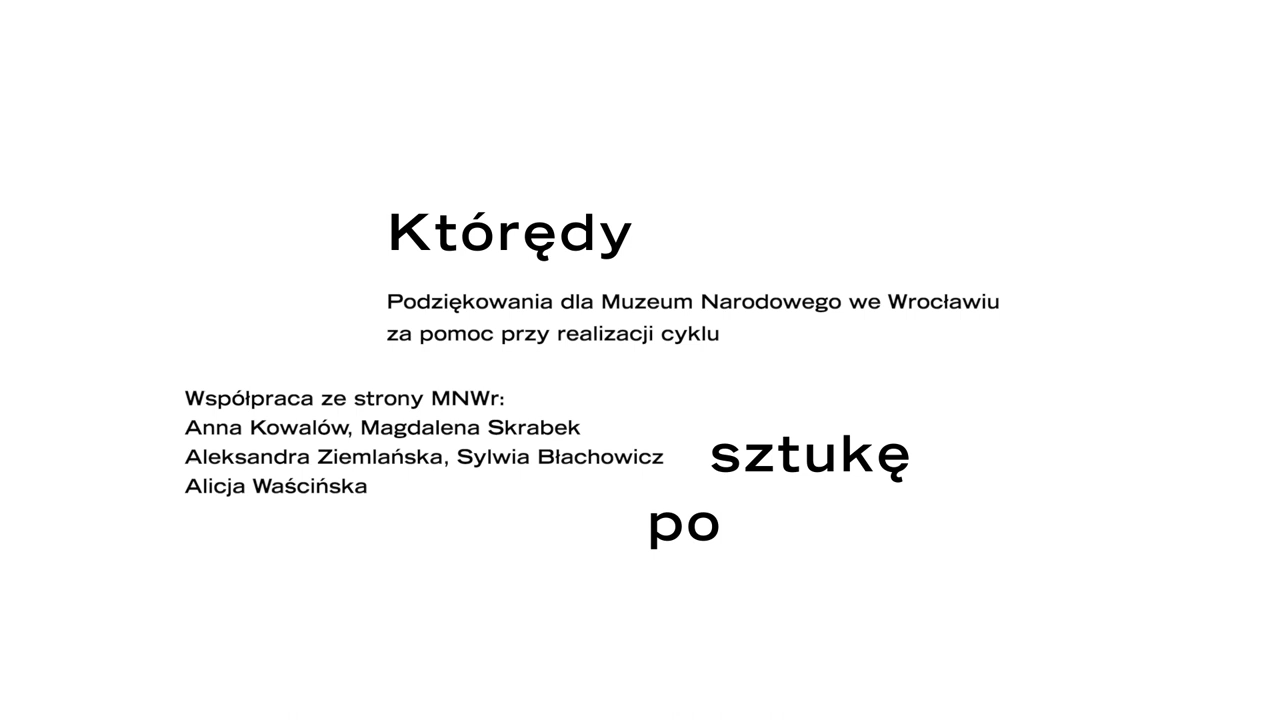 Którędy
Podziękowania dla Muzeum Narodowego we Wrocławiu
za pomoc przy realizacji cyklu
Współpraca ze strony MNWr:
Anna Kowalów, Magdalena Skrabek
Aleksandra Ziemlańska, Sylwia Błachowicz
Alicja Waścińska
sztukę
po